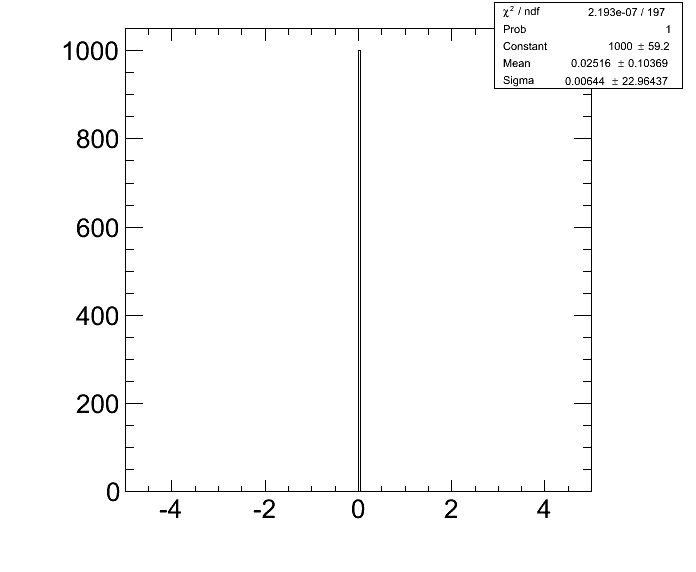 χ² / ndf 2.193e-07 / 197
Prob 1
Constant 1000 ± 59.2
Mean 0.02516 ± 0.10369
Sigma 0.00644 ± 22.96437
1000
800
600
400
200
0
-4 -2 0 2 4